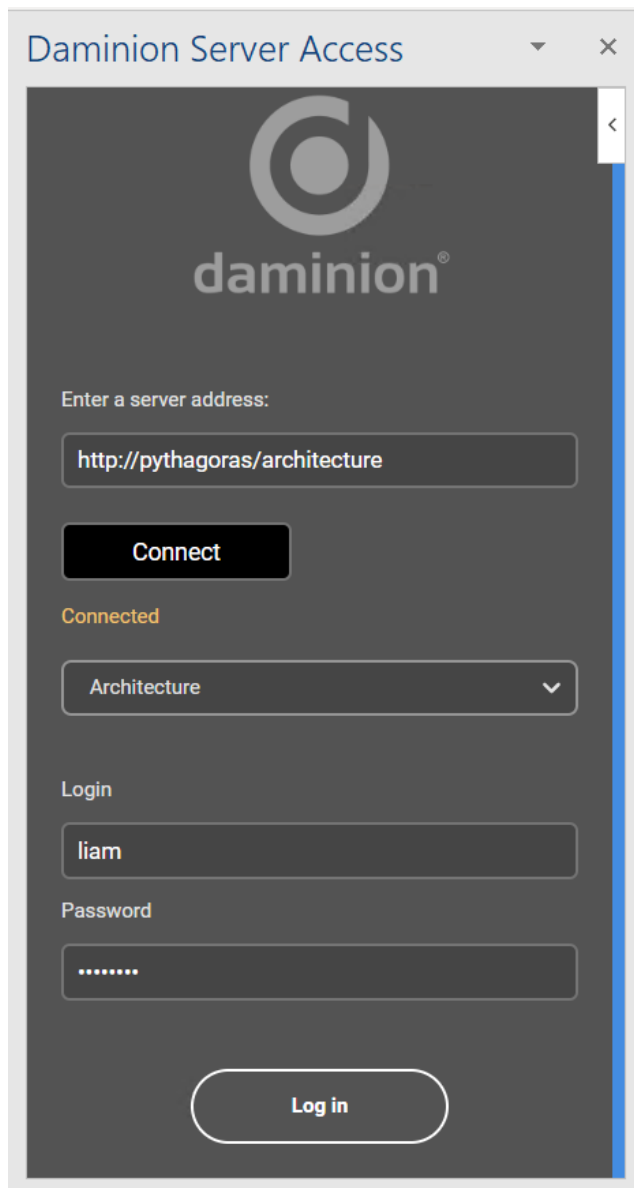 Daminion Server Access
daminion®
Enter a server address:
http://pythagoras/architecture
Connect
Connected
Architecture
Login
liam
Password
••••••••
Log in